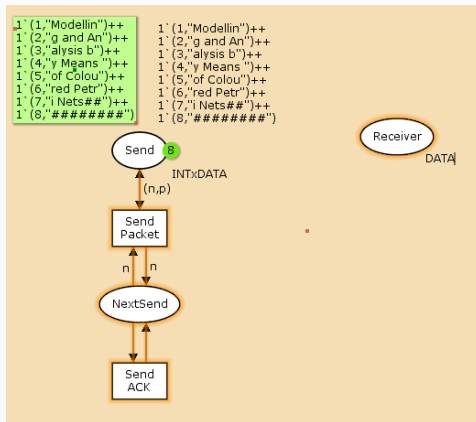 1`(1,"Modellin")++
1`(2,"g and An")++
1`(3,"alysis b")++
1`(4,"y Means ")++
1`(5,"of Colou")++
1`(6,"red Petr")++
1`(7,"i Nets##")++
1`(8,"########")
1`(1,"Modellin")++
1`(2,"g and An")++
1`(3,"alysis b")++
1`(4,"y Means ")++
1`(5,"of Colou")++
1`(6,"red Petr")++
1`(7,"i Nets##")++
1`(8,"########")
Send
8
INTxDATA
Receiver
DATA
(n,p)
Send
Packet
n
n
NextSend
Send
ACK